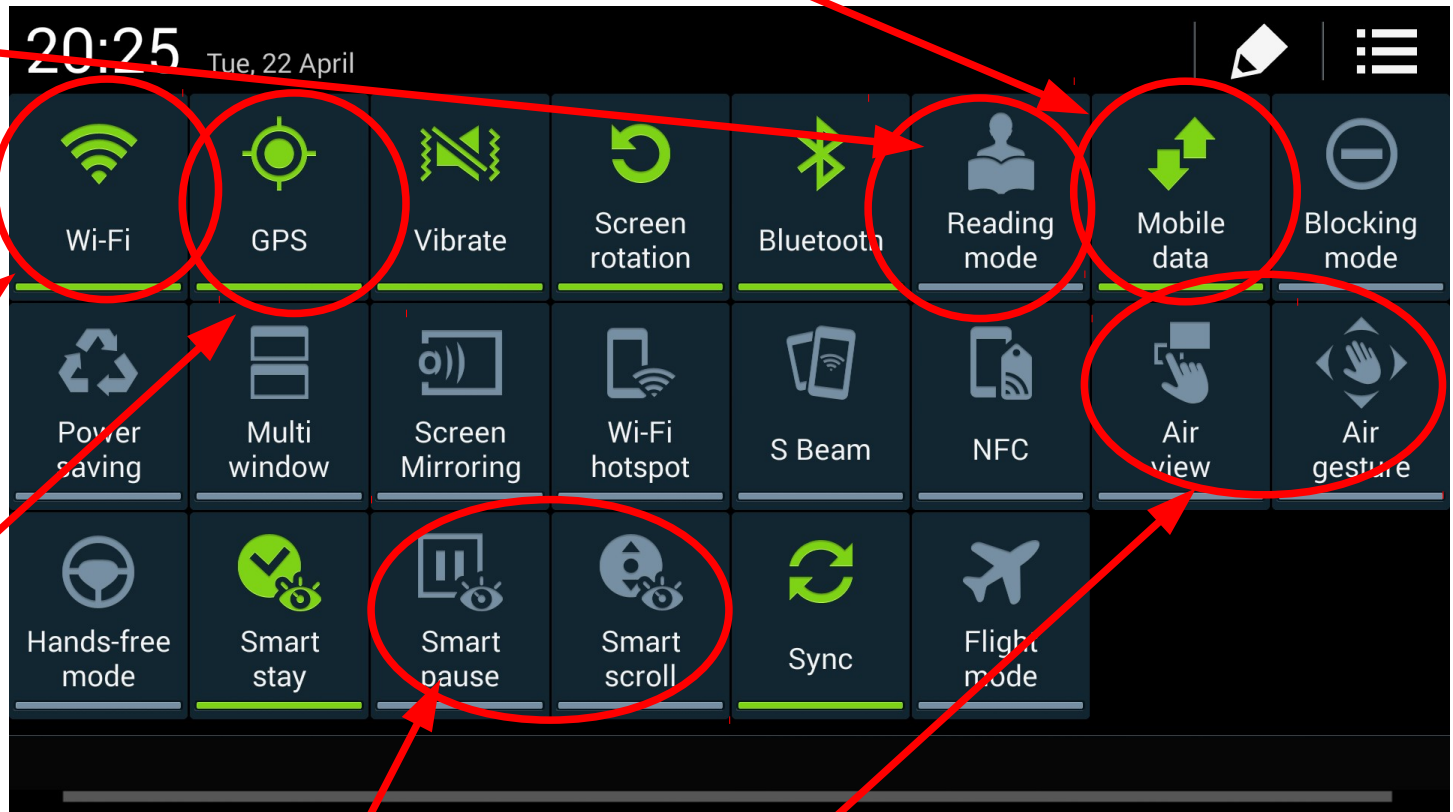 20:25 Tue, 22 April
Wi-Fi
GPS
Vibrate
Screen
rotation
Bluetooth
Reading
mode
Mobile
data
Blocking
mode
Power
saving
Multi
window
Screen
Mirroring
Wi-Fi
hotspot
S Beam
NFC
Air
view
Air
gesture
Hands-free
mode
Smart
stay
Smart
pause
Smart
scroll
Sync
Flight
mode